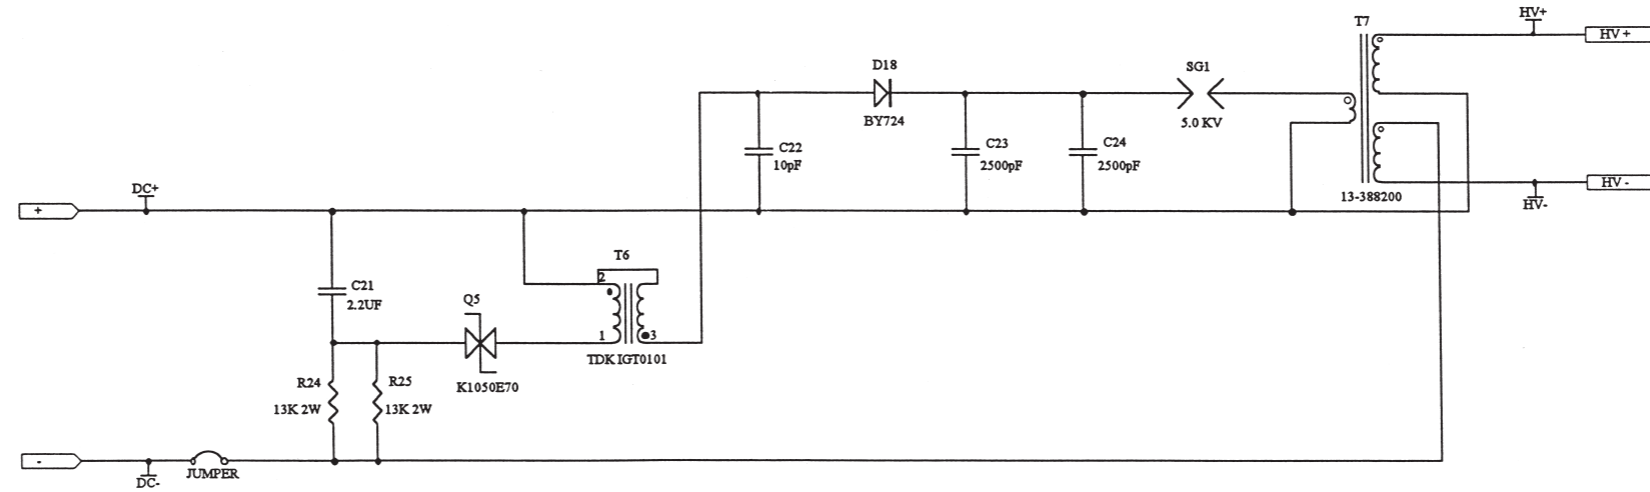 T7
HV+
HV +
D18
SG1
BY724
5.0 KV
C22
10pF
C23
2500pF
C24
2500pF
DC+
+
HV -
13-388200
HV-
T6
2
C21
2.2UF
Q5
1
3
TDK IGT0101
R24
13K 2W
R25
13K 2W
K1050E70
-
JUMPER
DC-